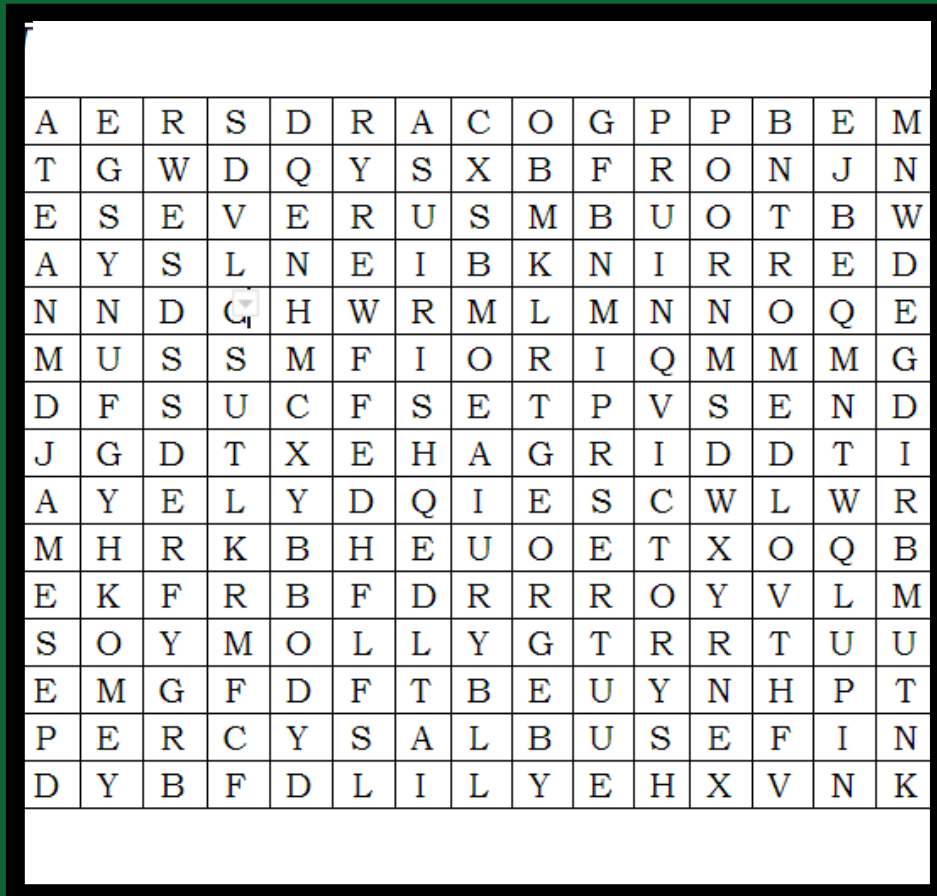 A E R S D R A C O G P P B E M
T G W D Q Y S X B F R O N J N
E S E V E R U S M B U O T B W
A Y S L N E I B K N I R R E D
N N D G H W R M L M N N O Q E
M U S S M F I O R I Q M M M G
D F S U C F S E T P V S E N D
J G D T X E H A G R I D D T I
A Y E L Y D Q I E S C W L W R
M H R K B H E U O E T X O Q B
E K F R B F D R R R O Y V L M
S O Y M O L L Y G T R R T U U
E M G F D F T B E U Y N H P T
P E R C Y S A L B U S E F I N
D Y B F D L I L Y E H X V N K